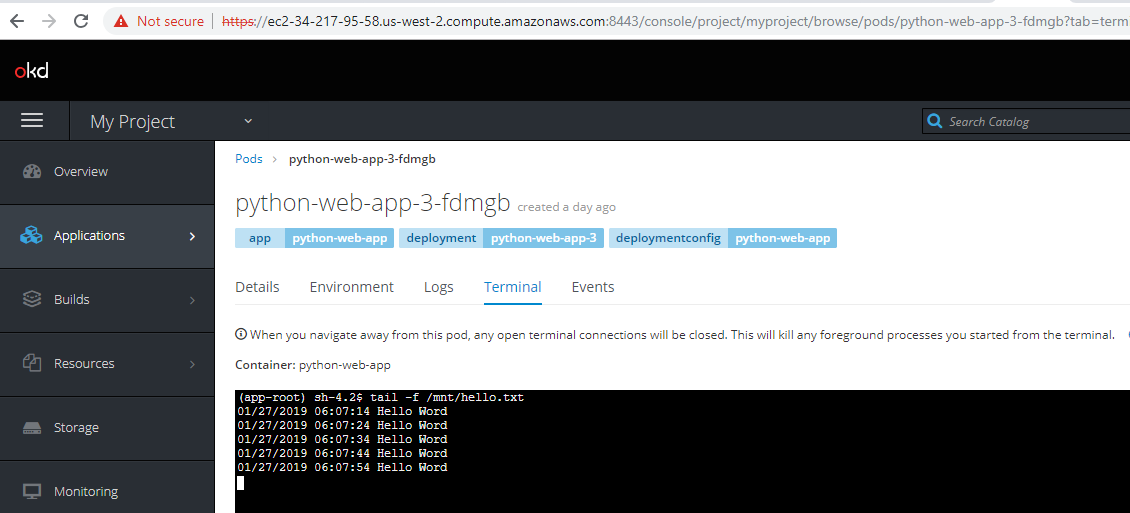 Not secure | https://ec2-34-217-95-58.us-west-2.compute.amazonaws.com:8443/console/project/myproject/browse/pods/python-web-app-3-fdmgb?tab=term
okd
My Project
Search Catalog
Overview
Applications
Builds
Resources
Storage
Monitoring
Pods > python-web-app-3-fdmgb
python-web-app-3-fdmgb created a day ago
app python-web-app deployment python-web-app-3 deploymentconfig python-web-app
Details Environment Logs Terminal Events
When you navigate away from this pod, any open terminal connections will be closed. This will kill any foreground processes you started from the terminal.
Container: python-web-app
(app-root) sh-4.2$ tail -f /mnt/hello.txt
01/27/2019 06:07:14 Hello Word
01/27/2019 06:07:24 Hello Word
01/27/2019 06:07:34 Hello Word
01/27/2019 06:07:44 Hello Word
01/27/2019 06:07:54 Hello Word